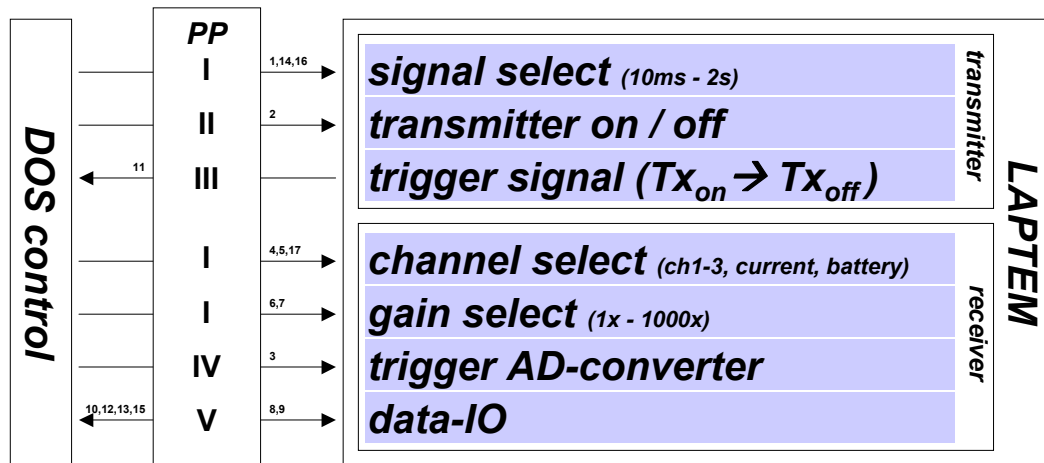 PP
I 1,14,16 signal select (10ms - 2s)
II 2 transmitter on / off
11 III trigger signal (Txon → Txoff)
transmitter
DOS control
LAPTEM
I 4,5,17 channel select (ch1-3, current, battery)
I 6,7 gain select (1x - 1000x)
IV 3 trigger AD-converter
10,12,13,15 V 8,9 data-IO
receiver